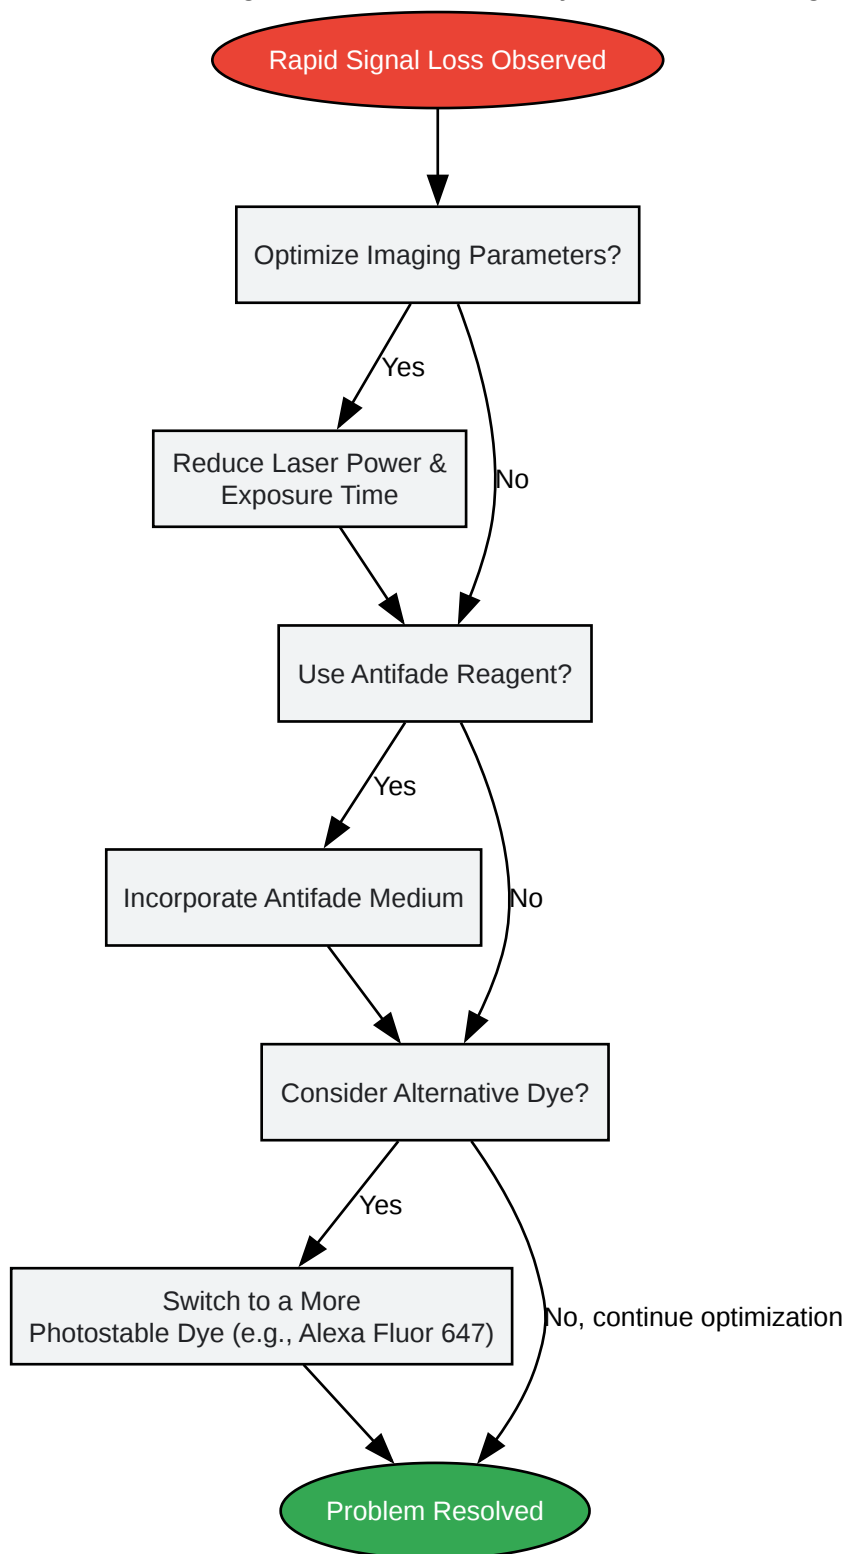 Rapid Signal Loss Observed
Optimize Imaging Parameters?
Yes
Reduce Laser Power &
Exposure Time
No
Use Antifade Reagent?
Yes
Incorporate Antifade Medium
No
Consider Alternative Dye?
Yes
Switch to a More
Photostable Dye (e.g., Alexa Fluor 647)
No, continue optimization
Problem Resolved